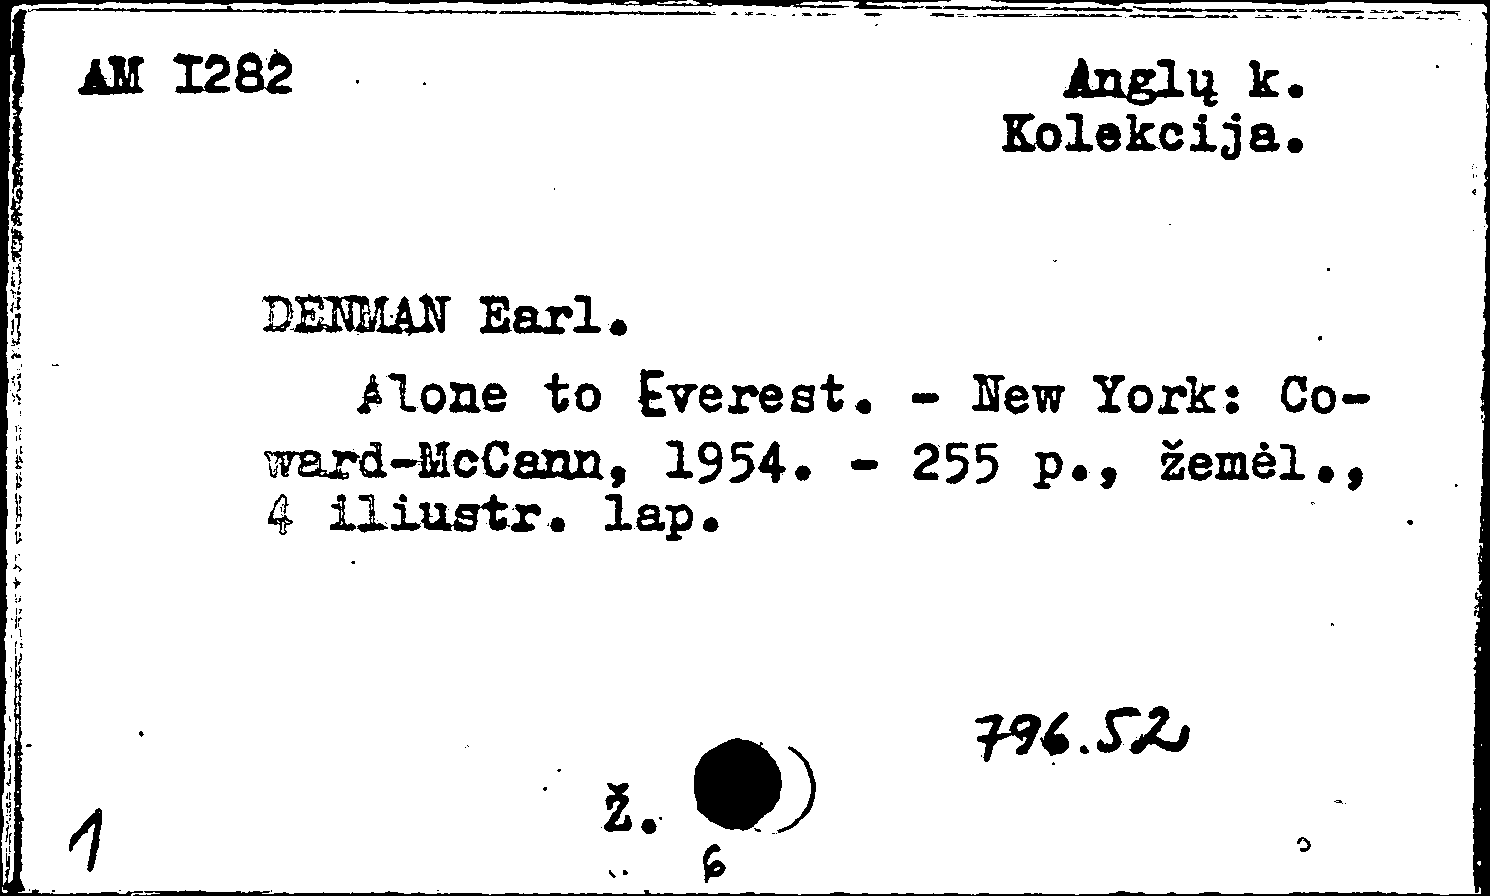 AM I282
Anglų k.
Kolekcija.
DENMAN Earl.
Alone to Everest. - New York: Co-
ward-McCann, 1954. - 255 p., žemėl.,
4 iliustr. lap.
796.52
ž.
1
6